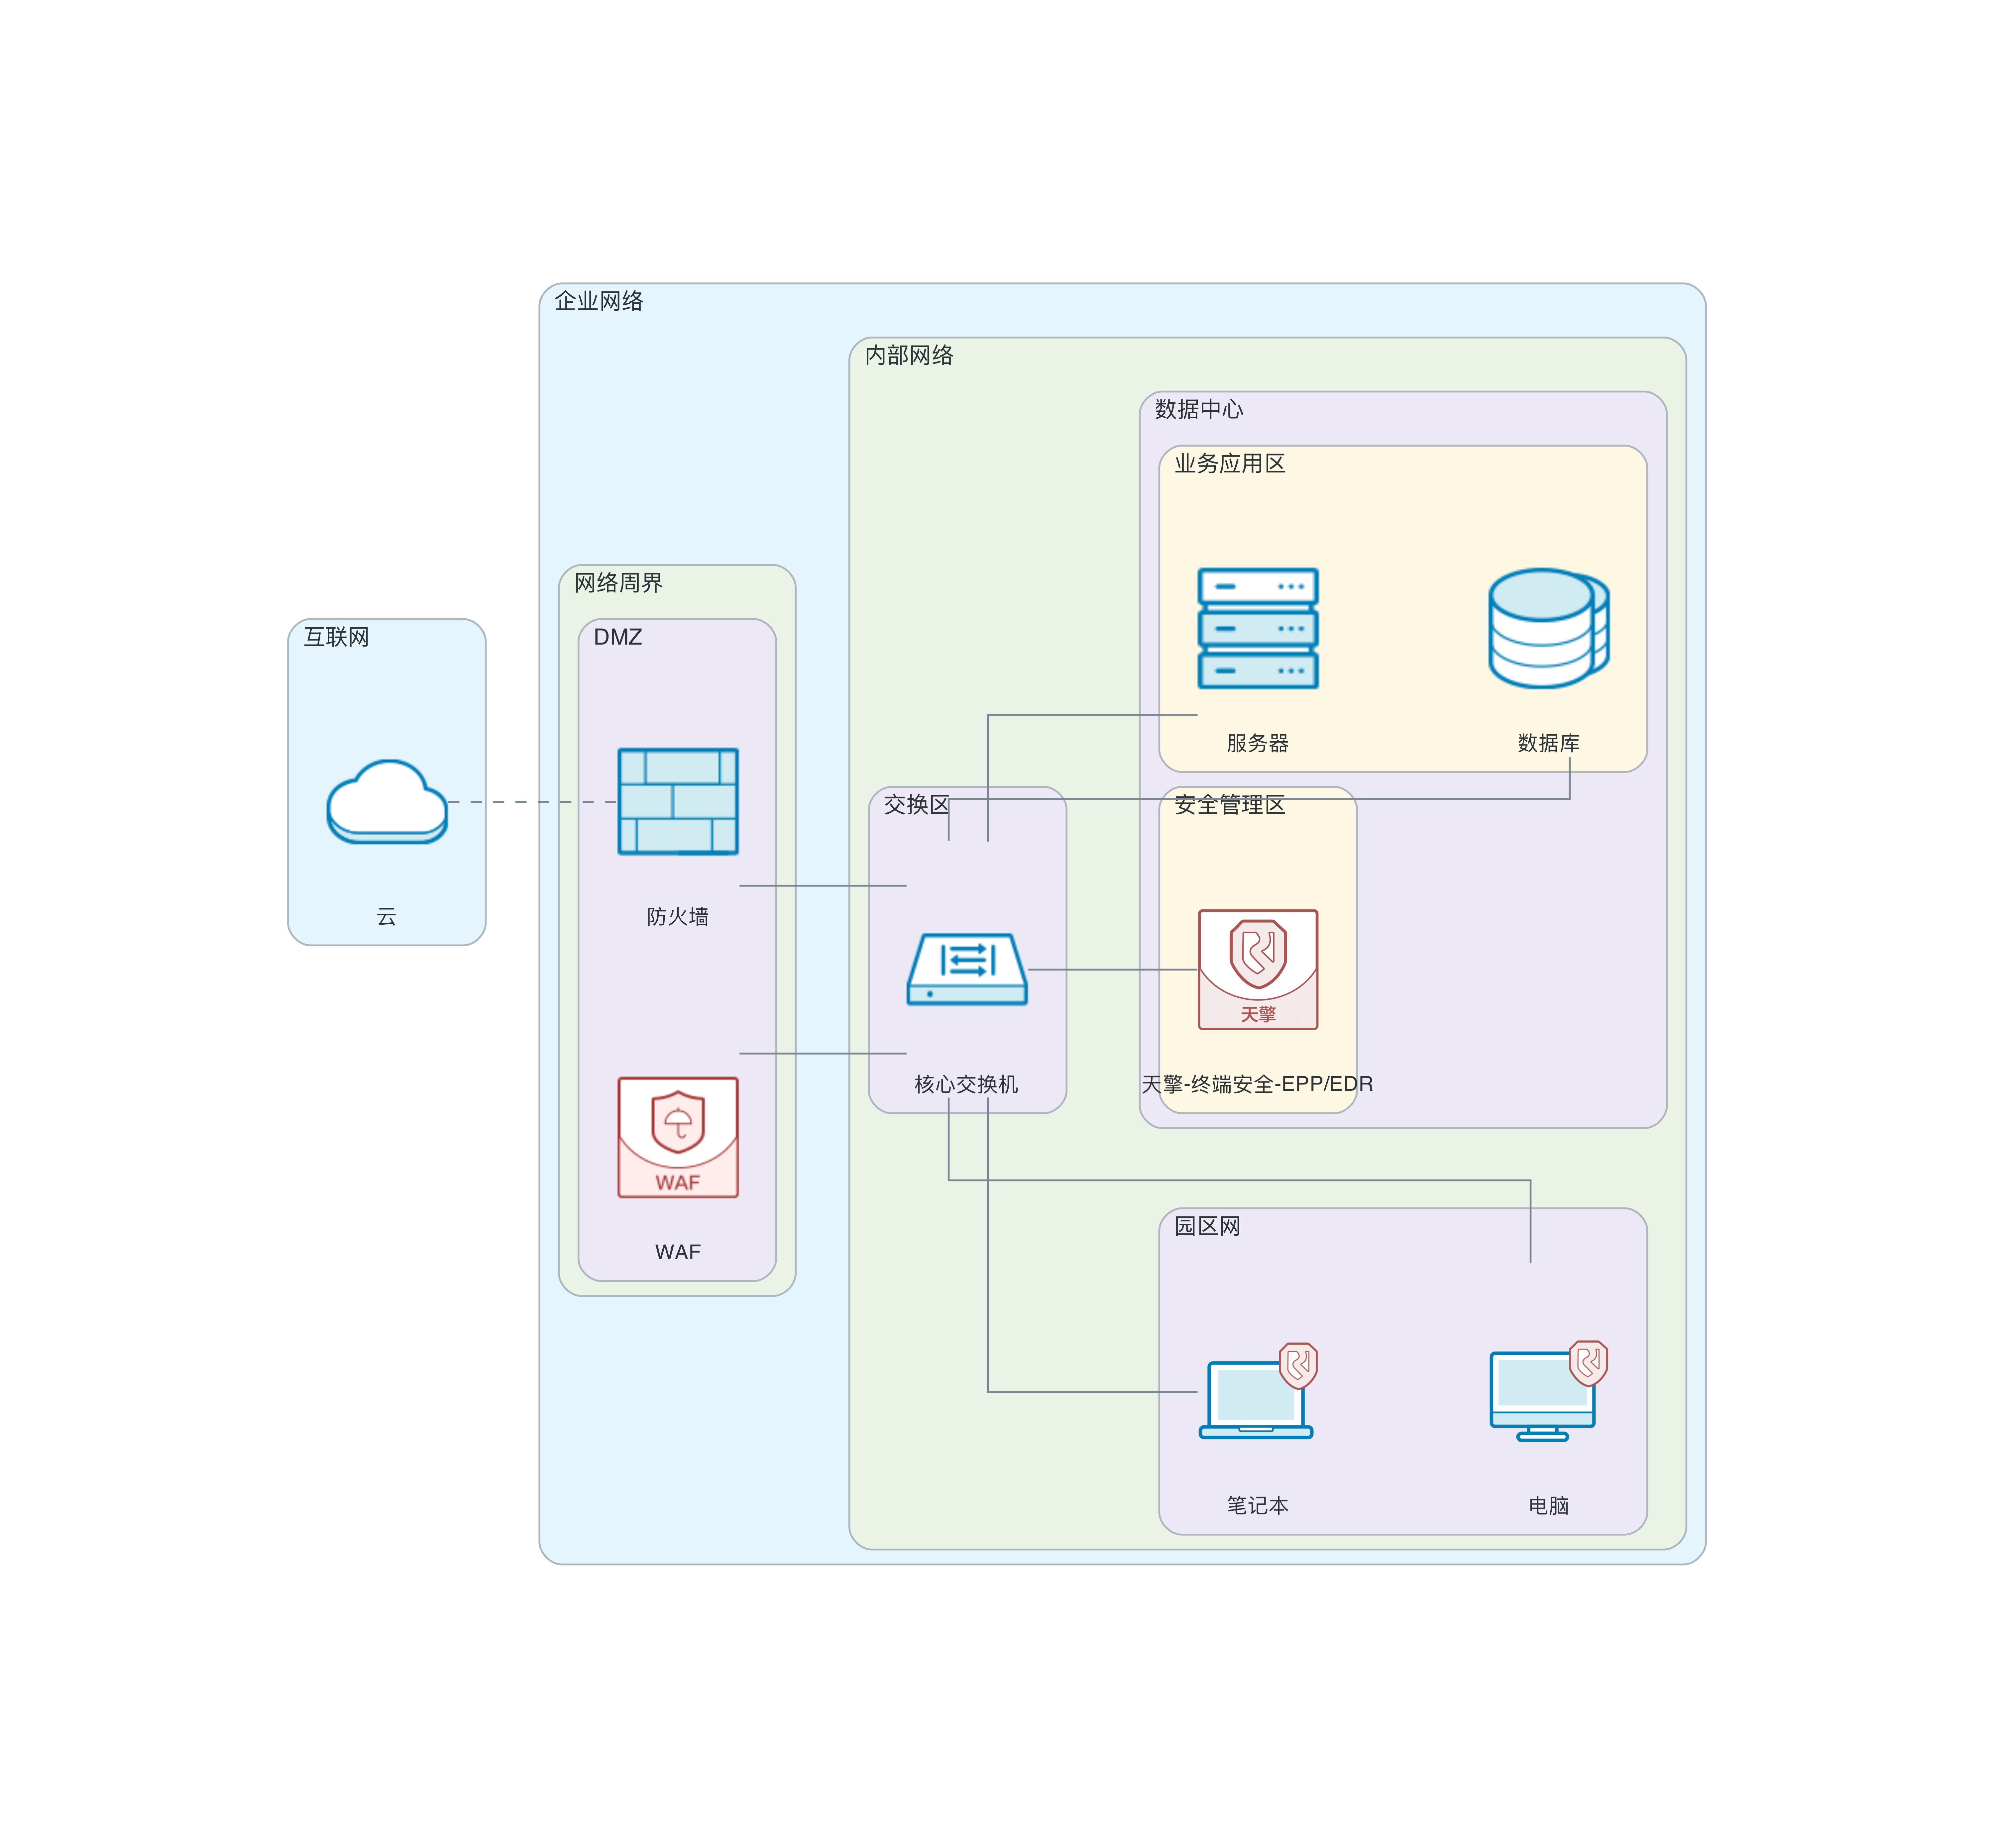 企业网络
内部网络
数据中心
业务应用区
服务器
数据库
网络周界
互联网
DMZ
云
防火墙
交换区
安全管理区
天擎
核心交换机
天擎-终端安全-EPP/EDR
WAF
WAF
园区网
笔记本
电脑